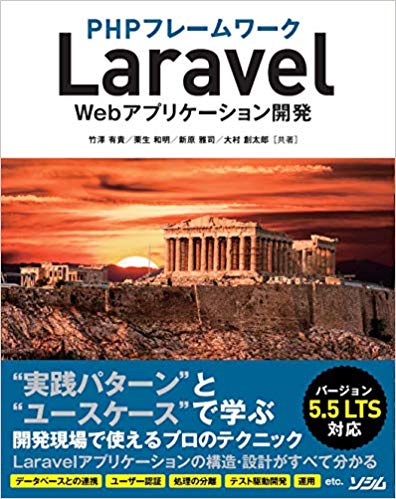 PHPフレームワーク
Laravel
Webアプリケーション開発
竹澤 有貴/栗生 和明/新原 雅司/大村 創太郎 [共著]
“実践パターン”と
“ユースケース”で学ぶ
開発現場で使えるプロのテクニック
Laravelアプリケーションの構造・設計がすべて分かる
データベースとの連携 ユーザー認証 処理の分離 テスト駆動開発 運用 etc.
バージョン
5.5 LTS
対応
ソシム